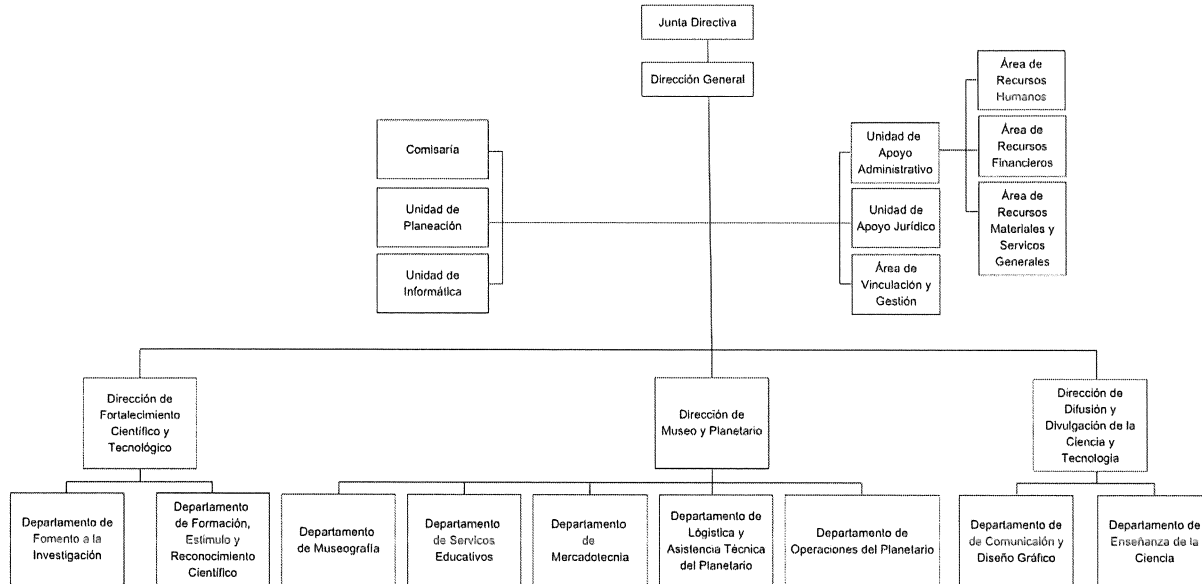 Junta Directiva
Dirección General
Comisaría
Unidad de
Planeación
Unidad de
Informática
Unidad de
Apoyo
Administrativo
Unidad de
Apoyo Jurídico
Área de
Vinculación y
Gestión
Área de
Recursos
Humanos
Área de
Recursos
Financieros
Área de
Recursos
Materiales y
Servicos
Generales
Dirección de
Fortalecimiento
Científico y
Tecnológico
Dirección de
Museo y Planetario
Dirección de
Difusión y
Divulgación de la
Ciencia y
Tecnología
Departamento de
Fomento a la
Investigación
Departamento
de Formación,
Estímulo y
Reconocimiento
Científico
Departamento
de Museografía
Departamento
de Servicos
Educativos
Departamento
de
Mercadotecnia
Departamento de
Lógistica y
Asistencia Técnica
del Planetario
Departamento de
Operaciones del Planetario
Departamento de
de Comunicaión y
Diseño Gráfico
Departamento de
Enseñanza de la
Ciencia